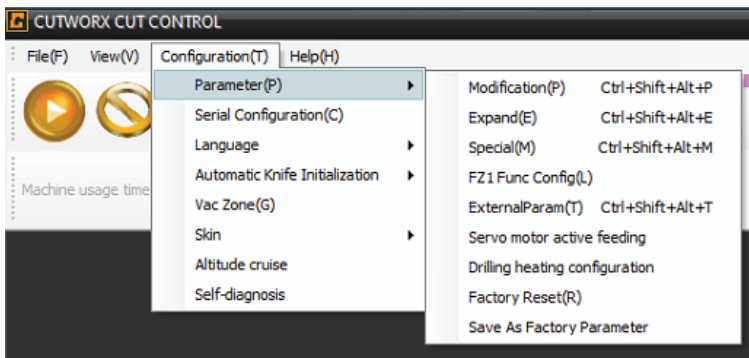 CUTWORX CUT CONTROL
File(F) View(V) Configuration(T) Help(H)
Parameter(P)
Serial Configuration(C)
Language
Automatic Knife Initialization
Vac Zone(G)
Skin
Altitude cruise
Self-diagnosis
Modification(P) Ctrl+Shift+Alt+P
Expand(E) Ctrl+Shift+Alt+E
Special(M) Ctrl+Shift+Alt+M
FZ1 Func Config(L)
ExternalParam(T) Ctrl+Shift+Alt+T
Servo motor active feeding
Drilling heating configuration
Factory Reset(R)
Save As Factory Parameter
Machine usage time